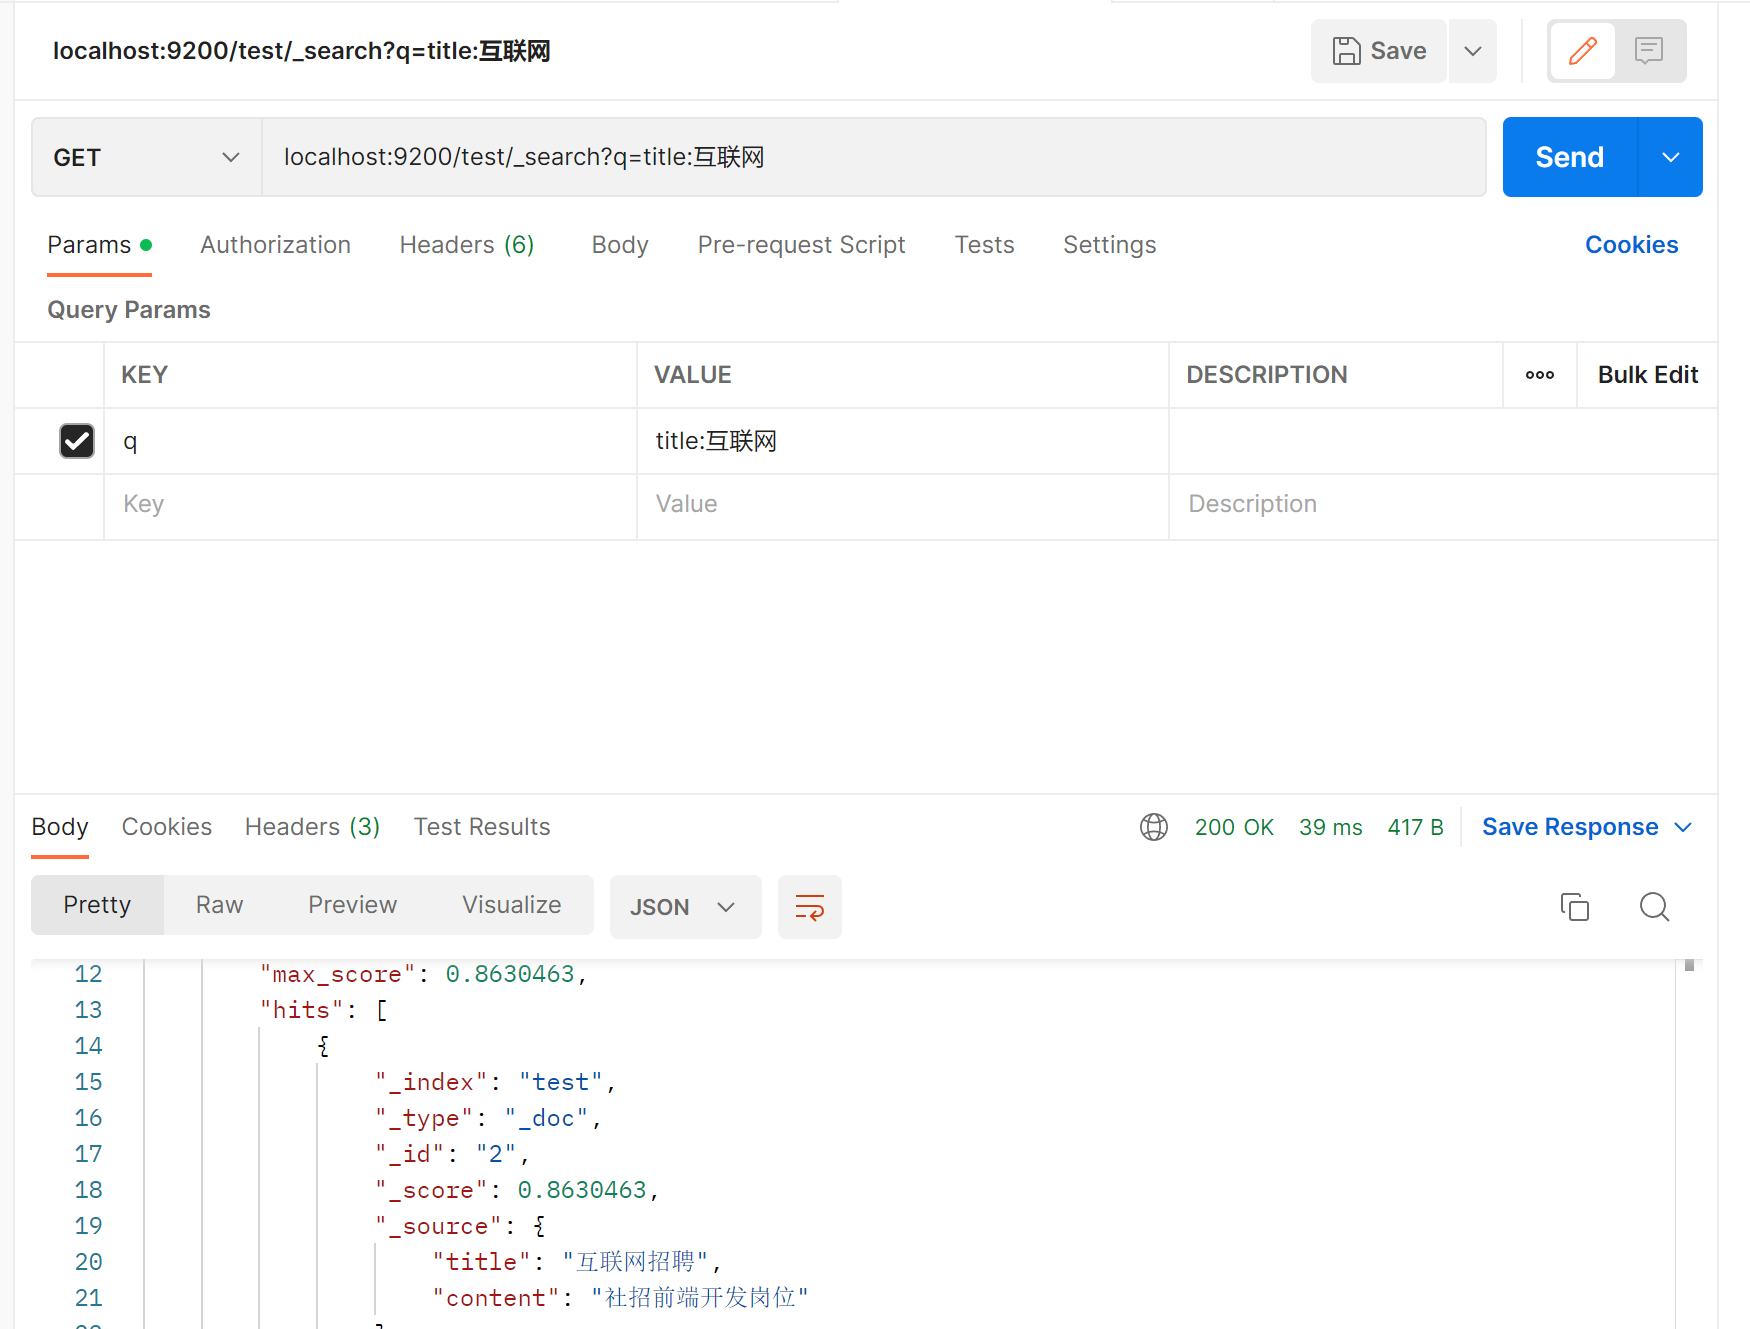 localhost:9200/test/_search?q=title:互联网
Save
GET
localhost:9200/test/_search?q=title:互联网
Send
Params Authorization Headers (6) Body Pre-request Script Tests Settings Cookies
Query Params
KEY VALUE DESCRIPTION ooo Bulk Edit
q title:互联网
Key Value Description
Body Cookies Headers (3) Test Results 200 OK 39 ms 417 B Save Response
Pretty Raw Preview Visualize JSON
12 "max_score": 0.8630463,
13 "hits": [
14 {
15 "_index": "test",
16 "_type": "_doc",
17 "_id": "2",
18 "_score": 0.8630463,
19 "_source": {
20 "title": "互联网招聘",
21 "content": "社招前端开发岗位"